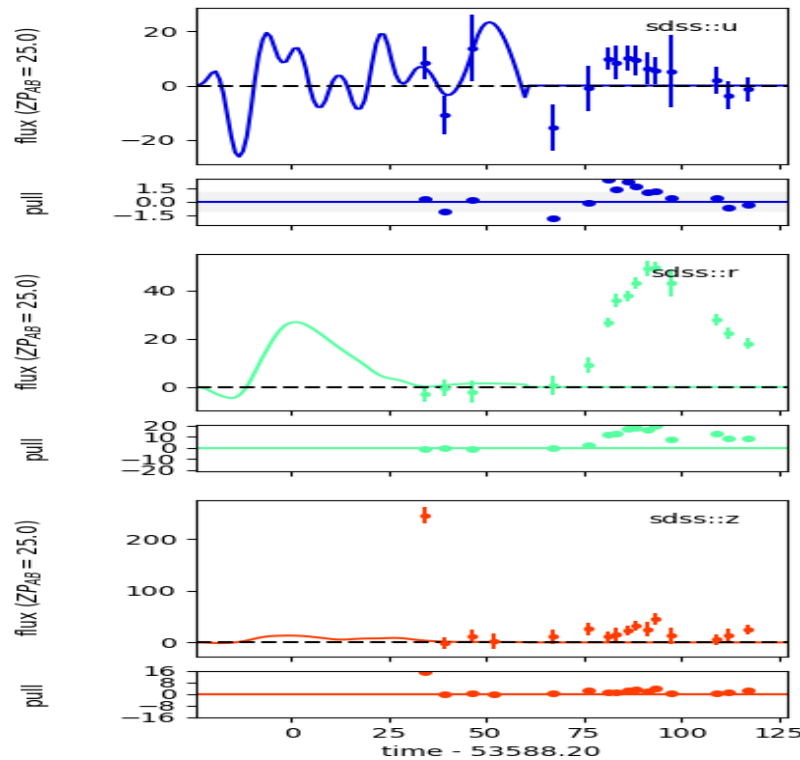 sdss::u
flux (ZP_AB = 25.0)
20
0
−20
pull
1.5
0.0
−1.5
sdss::r
flux (ZP_AB = 25.0)
40
20
0
pull
20
10
0
−10
−20
sdss::z
flux (ZP_AB = 25.0)
200
100
0
pull
16
8
0
−8
−16
0 25 50 75 100 125
time - 53588.20